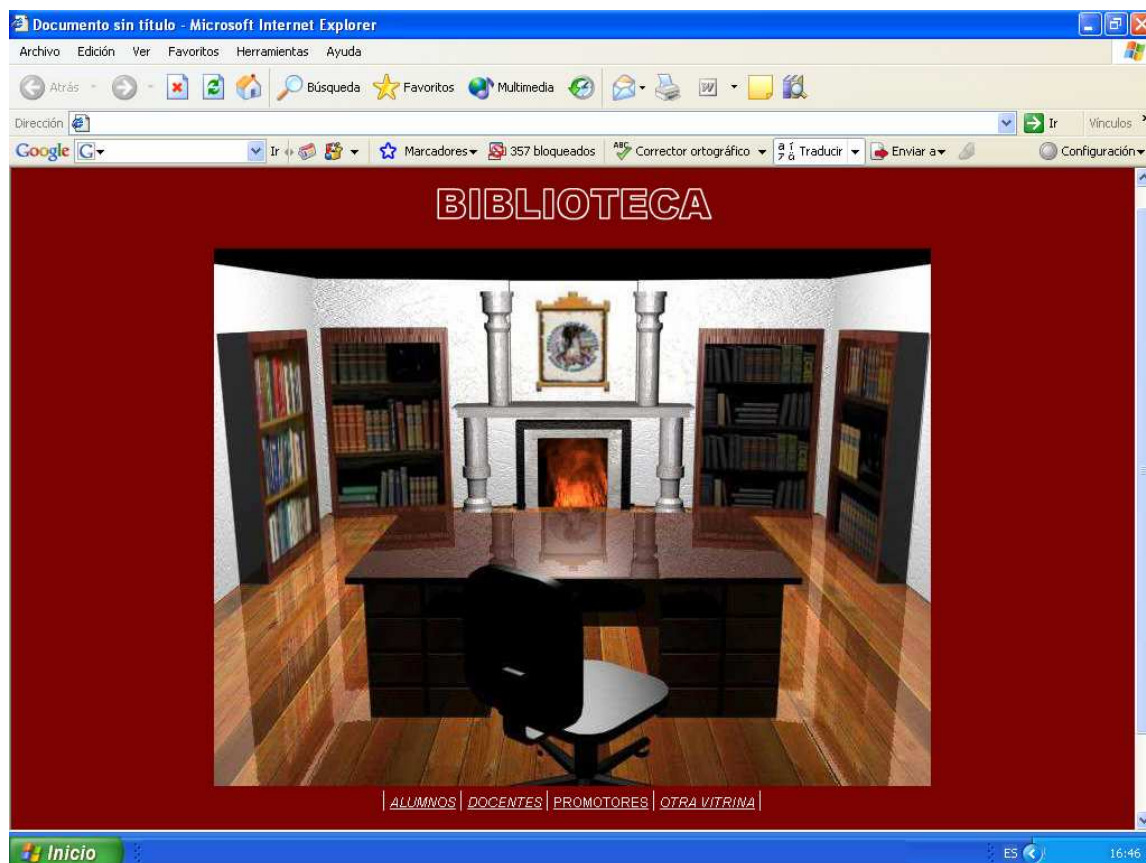 Documento sin título - Microsoft Internet Explorer
Archivo Edición Ver Favoritos Herramientas Ayuda
Atrás Búsqueda Favoritos Multimedia
Dirección Ir Vínculos
Google G Ir Marcadores 357 bloqueados ABC Corrector ortográfico Traducir Enviar a Configuración
BIBLIOTECA
ALUMNOS DOCENTES PROMOTORES OTRA VITRINA
Inicio ES 16:46